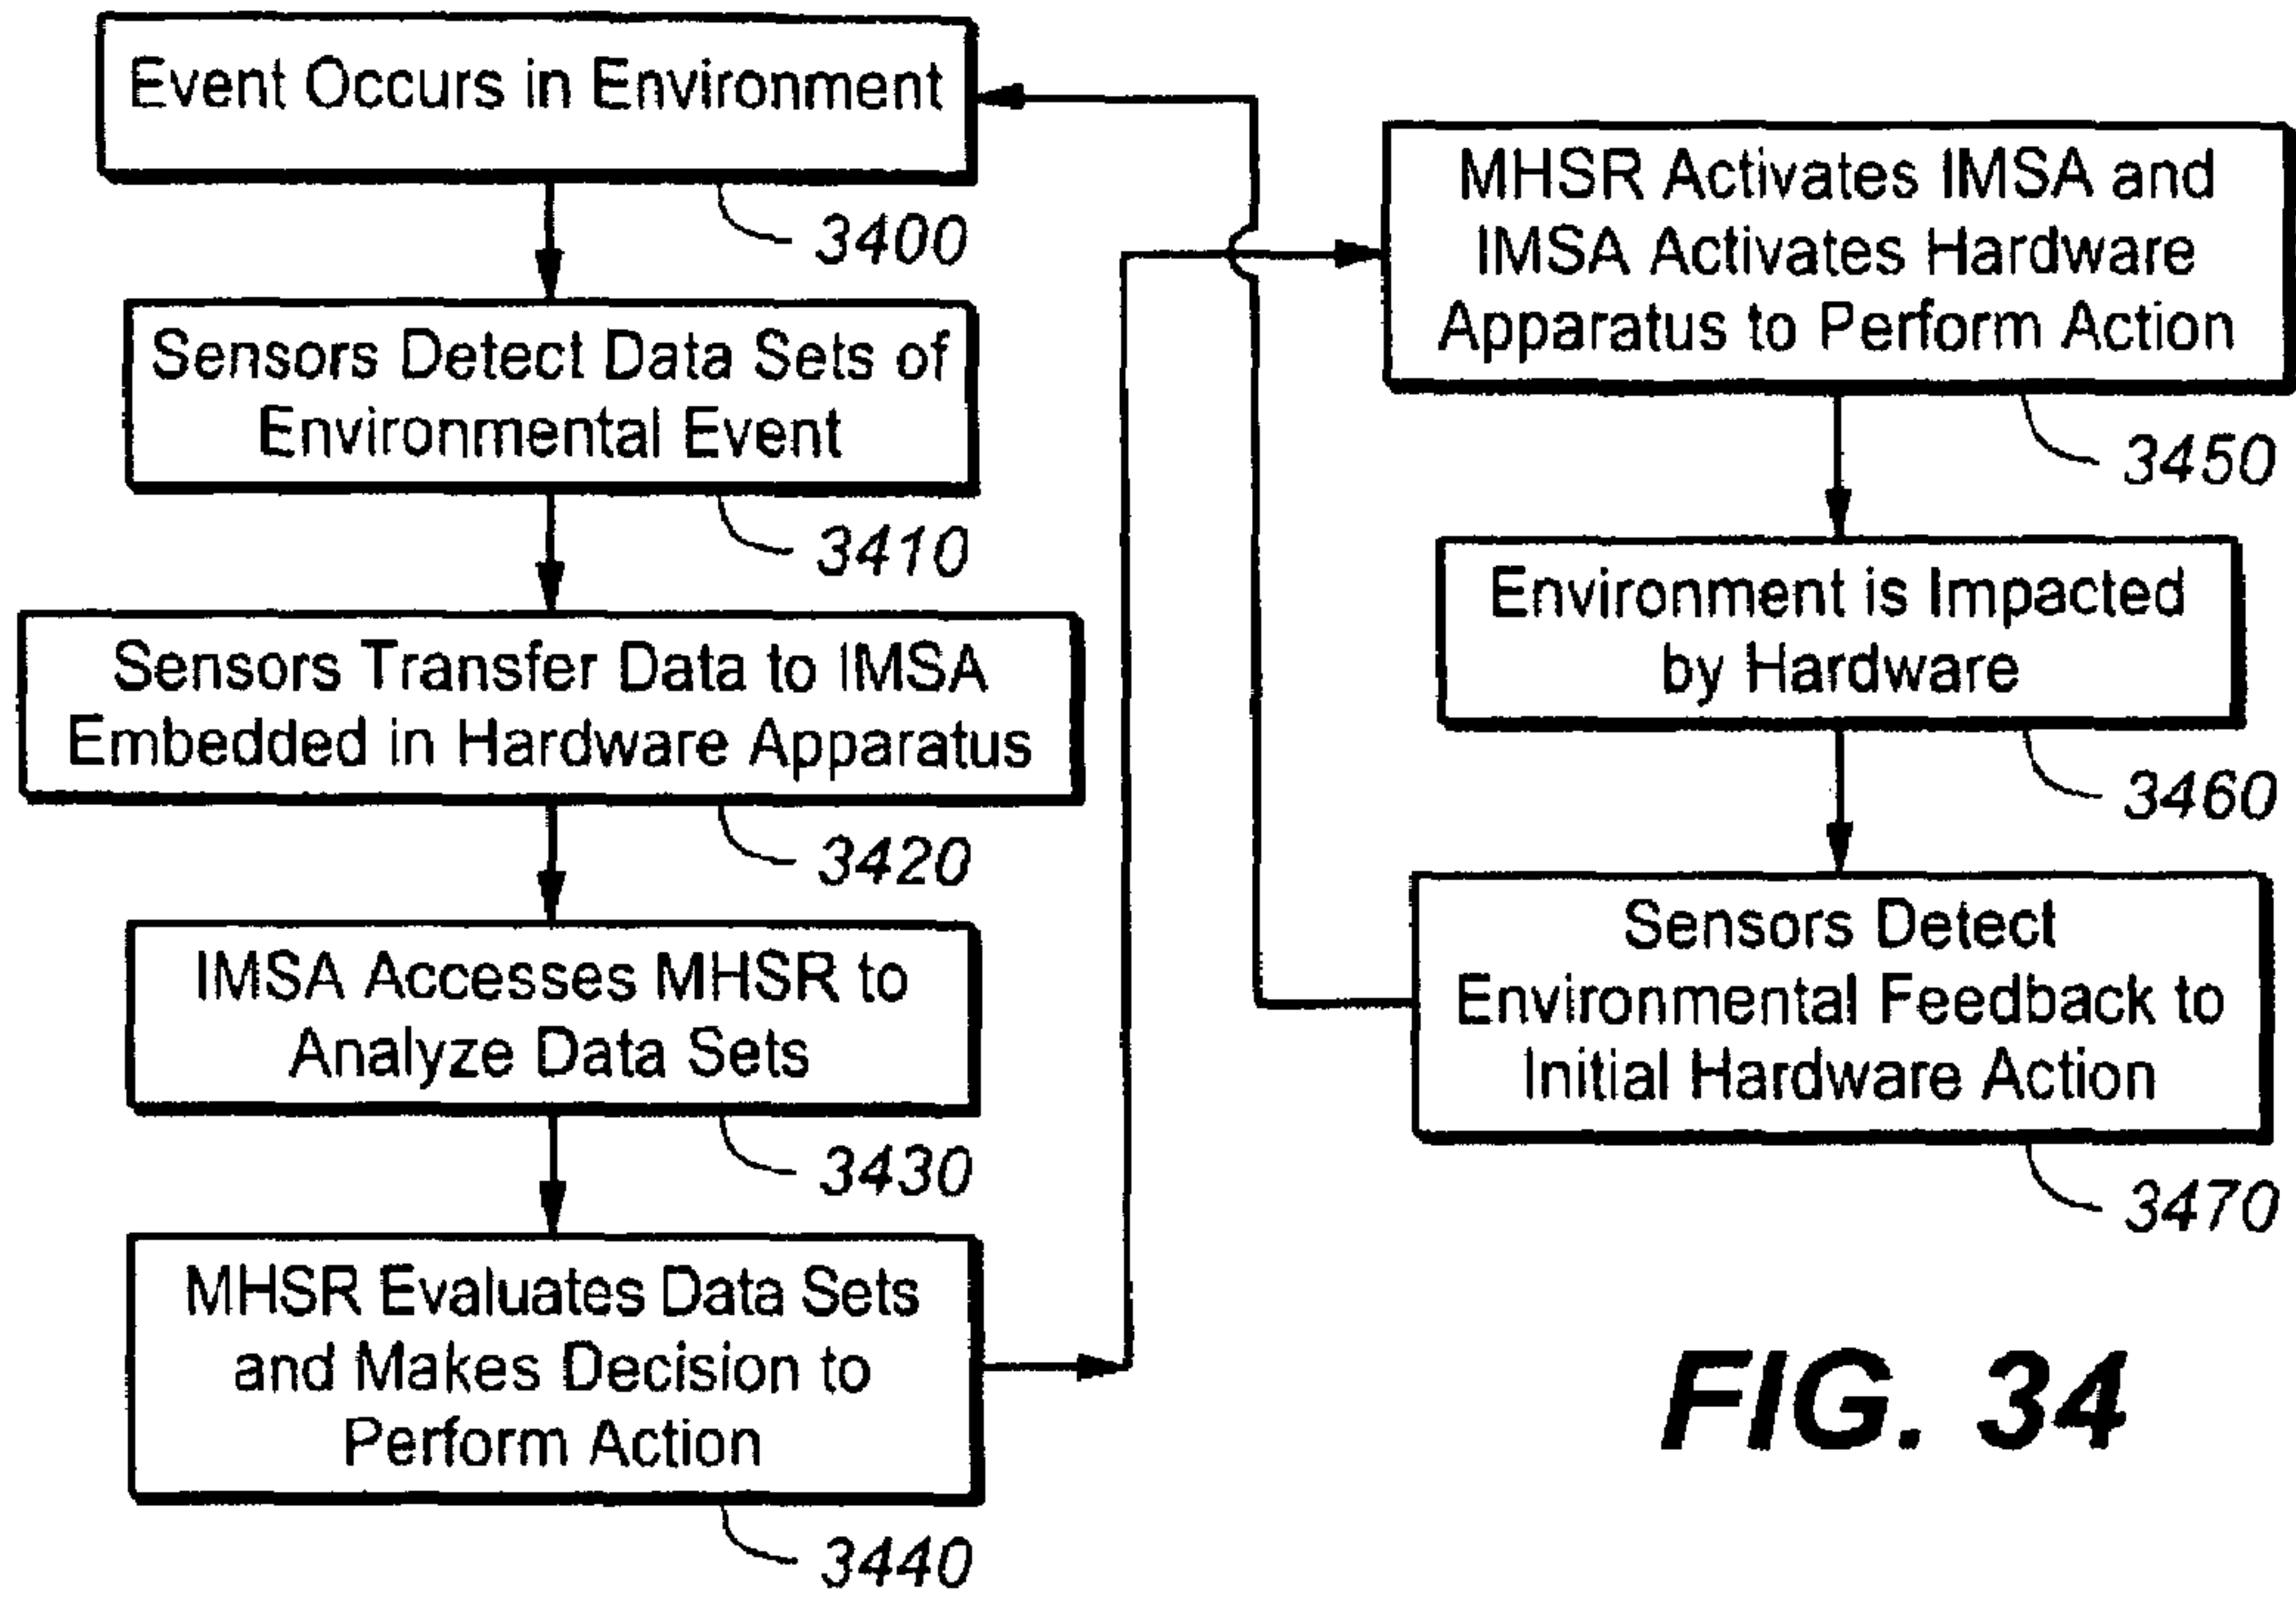 Event Occurs in Environment
3400
Sensors Detect Data Sets of
Environmental Event
3410
Sensors Transfer Data to IMSA
Embedded in Hardware Apparatus
3420
IMSA Accesses MHSR to
Analyze Data Sets
3430
MHSR Evaluates Data Sets
and Makes Decision to
Perform Action
3440
MHSR Activates IMSA and
IMSA Activates Hardware
Apparatus to Perform Action
3450
Environment is Impacted
by Hardware
3460
Sensors Detect
Environmental Feedback to
Initial Hardware Action
3470
FIG. 34